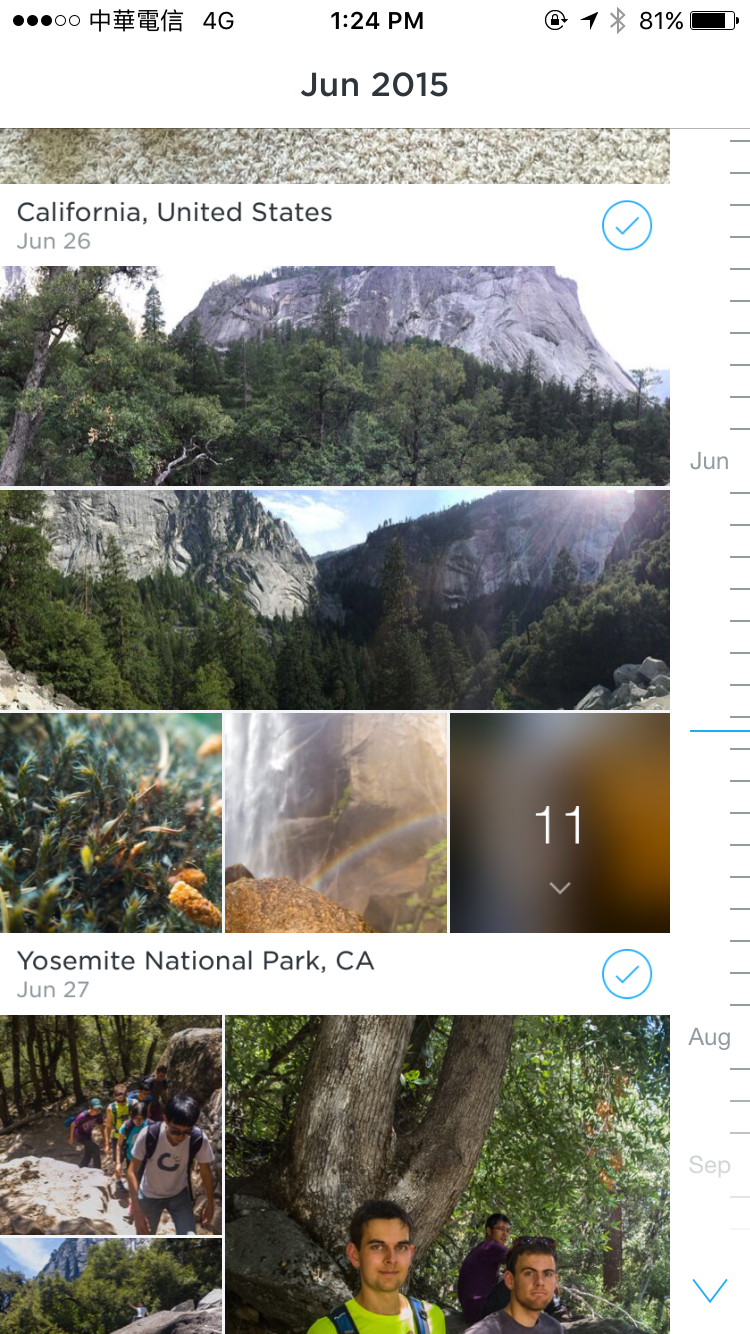 中華電信 4G 1:24 PM 81%
Jun 2015
California, United States
Jun 26
Jun
11
Yosemite National Park, CA
Jun 27
Aug
Sep